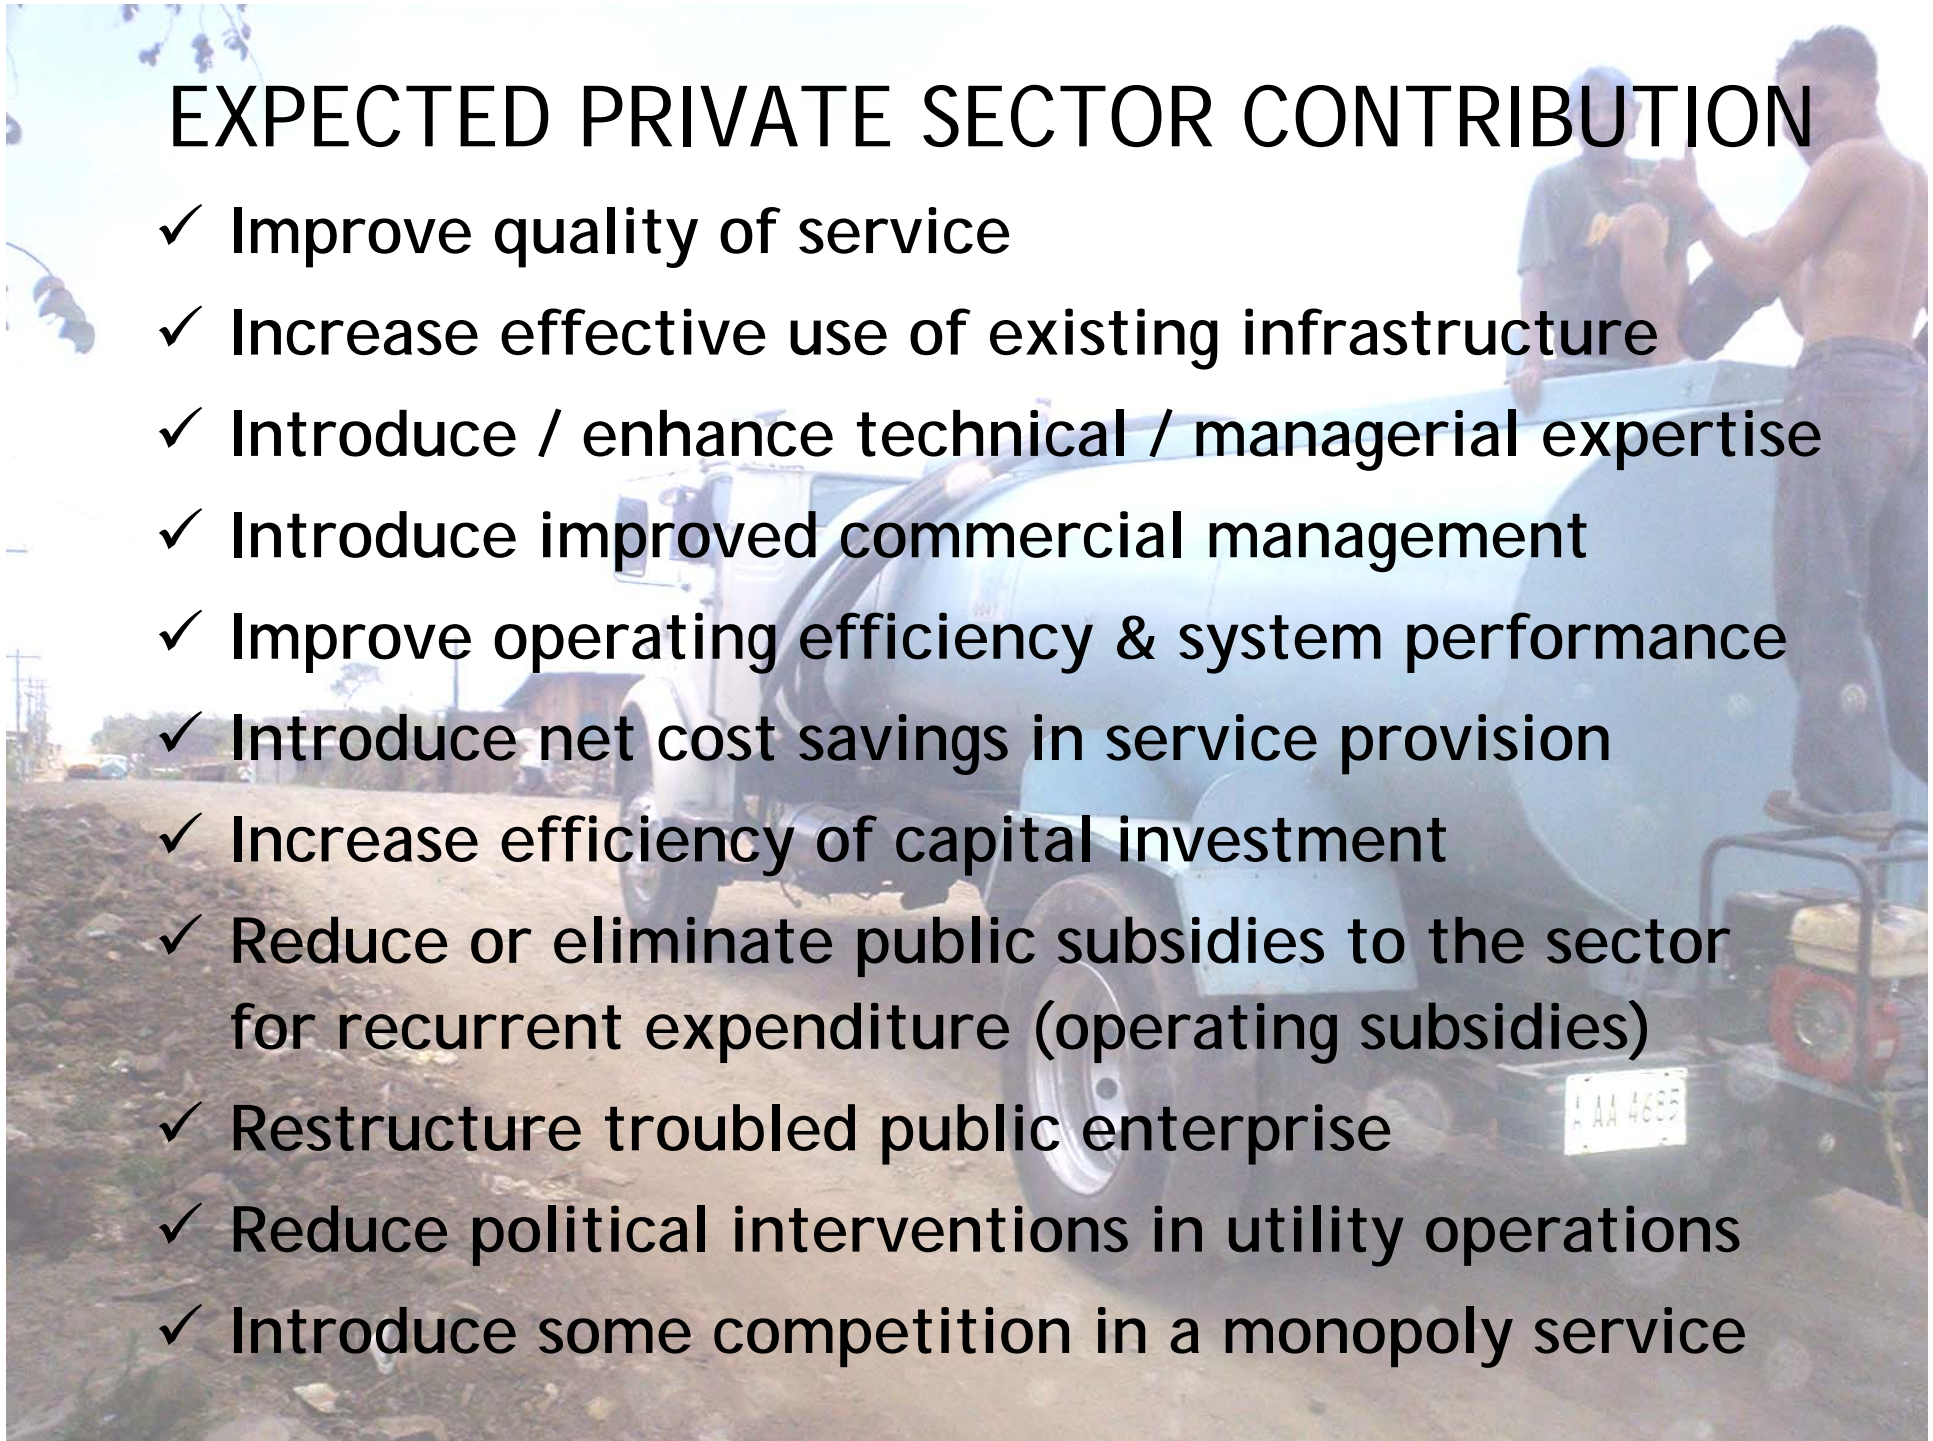 EXPECTED PRIVATE SECTOR CONTRIBUTION
✓ Improve quality of service
✓ Increase effective use of existing infrastructure
✓ Introduce / enhance technical / managerial expertise
✓ Introduce improved commercial management
✓ Improve operating efficiency & system performance
✓ Introduce net cost savings in service provision
✓ Increase efficiency of capital investment
✓ Reduce or eliminate public subsidies to the sector
for recurrent expenditure (operating subsidies)
✓ Restructure troubled public enterprise
✓ Reduce political interventions in utility operations
✓ Introduce some competition in a monopoly service